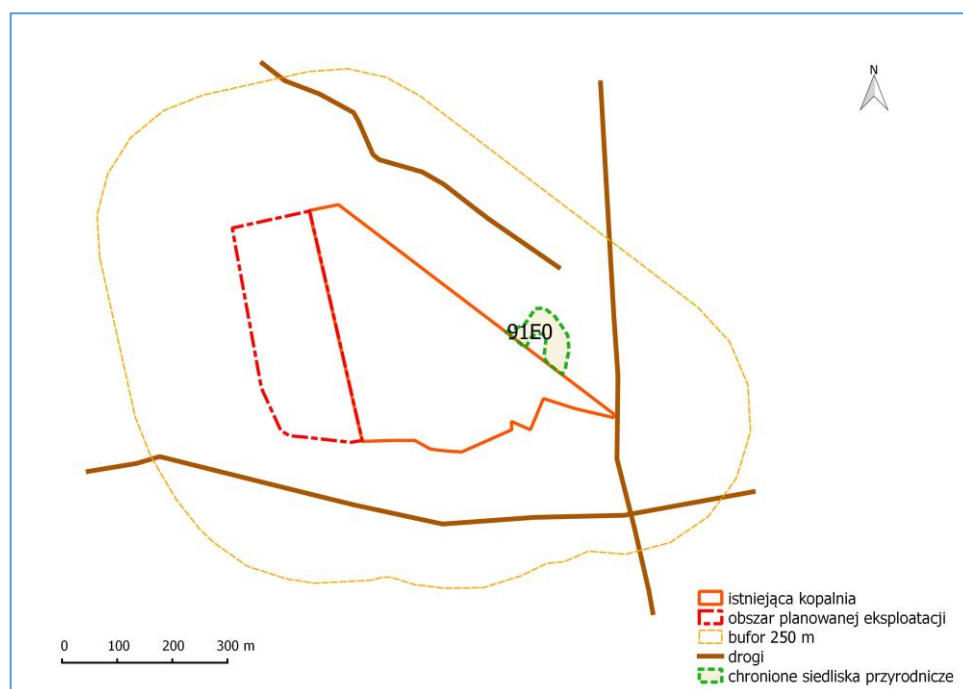 N
91E0
istniejąca kopalnia
obszar planowanej eksploatacji
bufor 250 m
drogi
chronione siedliska przyrodnicze
0 100 200 300 m